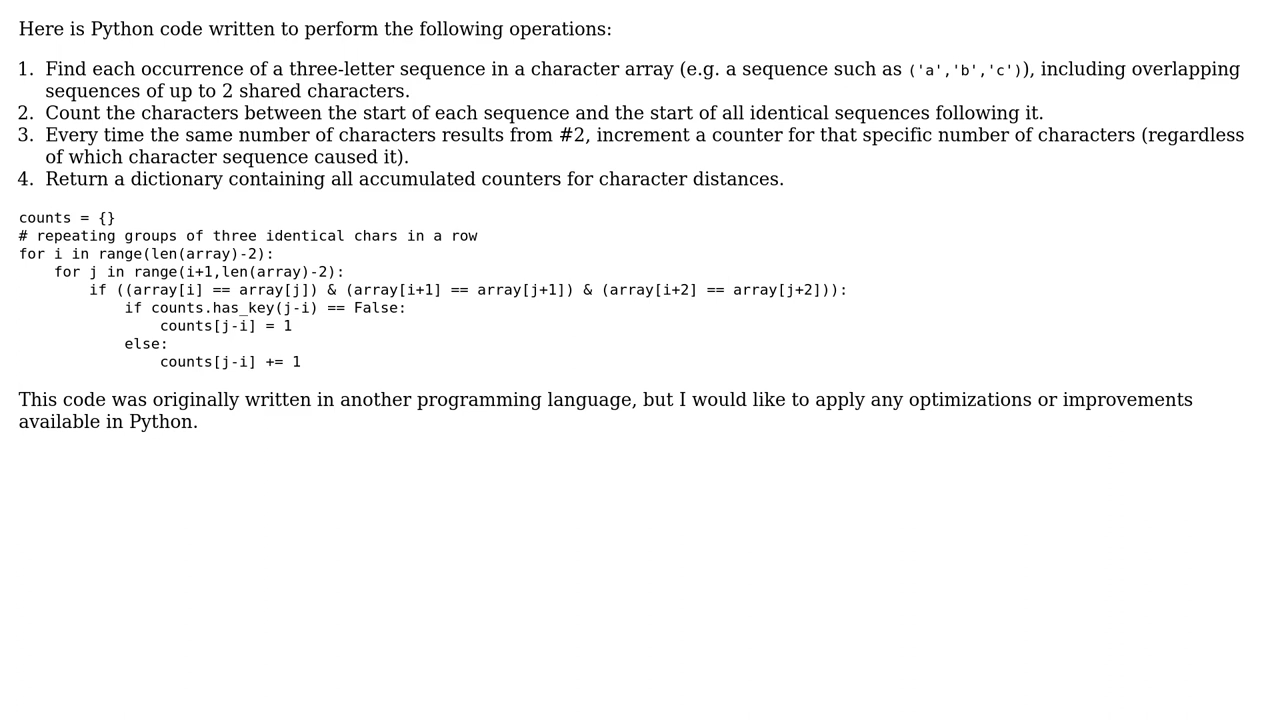 Here is Python code written to perform the following operations:
1. Find each occurrence of a three-letter sequence in a character array (e.g. a sequence such as ('a','b','c')), including overlapping
sequences of up to 2 shared characters.
2. Count the characters between the start of each sequence and the start of all identical sequences following it.
3. Every time the same number of characters results from #2, increment a counter for that specific number of characters (regardless
of which character sequence caused it).
4. Return a dictionary containing all accumulated counters for character distances.
counts = {}
# repeating groups of three identical chars in a row
for i in range(len(array)-2):
    for j in range(i+1,len(array)-2):
        if ((array[i] == array[j]) & (array[i+1] == array[j+1]) & (array[i+2] == array[j+2])):
            if counts.has_key(j-i) == False:
                counts[j-i] = 1
            else:
                counts[j-i] += 1
This code was originally written in another programming language, but I would like to apply any optimizations or improvements
available in Python.